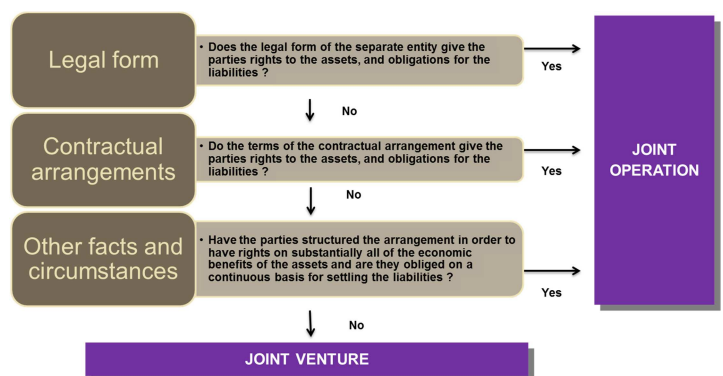 Legal form
• Does the legal form of the separate entity give the
parties rights to the assets, and obligations for the
liabilities ?
Yes
No
Contractual
arrangements
• Do the terms of the contractual arrangement give the
parties rights to the assets, and obligations for the
liabilities ?
Yes
JOINT
OPERATION
No
Other facts and
circumstances
• Have the parties structured the arrangement in order to
have rights on substantially all of the economic
benefits of the assets and are they obliged on a
continuous basis for settling the liabilities ?
Yes
No
JOINT VENTURE